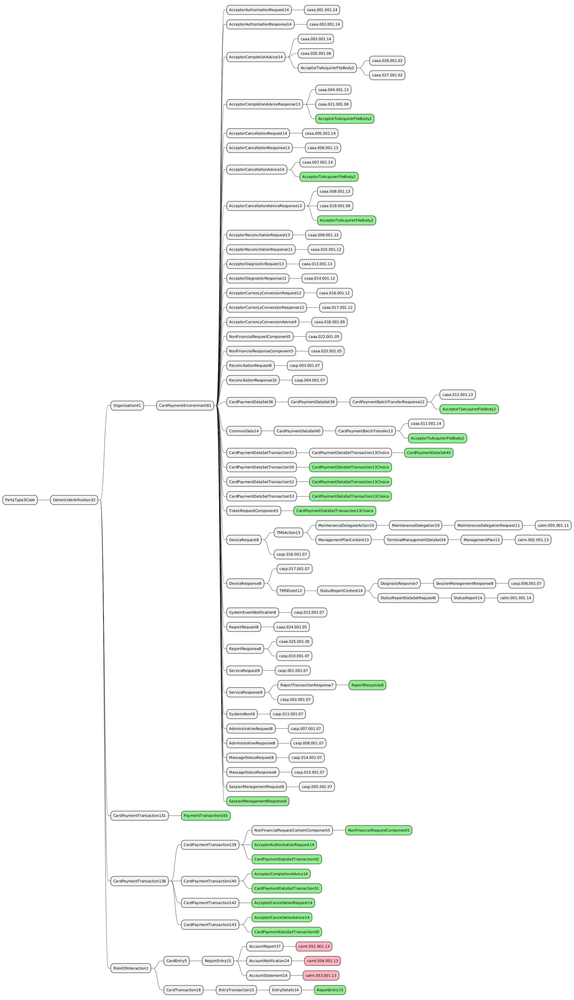 AcceptorAuthorisationRequest14
caaa.001.001.14
AcceptorAuthorisationResponse14
caaa.002.001.14
caaa.003.001.14
caaa.020.001.06
AcceptorCompletionAdvice14
caaa.026.001.02
AcceptorToAcquirerFileBody2
caaa.027.001.02
caaa.004.001.13
AcceptorCompletionAdviceResponse13
caaa.021.001.06
AcceptorToAcquirerFileBody2
AcceptorCancellationRequest14
caaa.005.001.14
AcceptorCancellationResponse13
caaa.006.001.13
caaa.007.001.14
AcceptorCancellationAdvice14
AcceptorToAcquirerFileBody2
caaa.008.001.13
AcceptorCancellationAdviceResponse13
caaa.019.001.08
AcceptorToAcquirerFileBody2
AcceptorReconciliationRequest13
caaa.009.001.13
AcceptorReconciliationResponse11
caaa.010.001.12
AcceptorDiagnosticRequest13
caaa.013.001.13
AcceptorDiagnosticResponse11
caaa.014.001.12
AcceptorCurrencyConversionRequest12
caaa.016.001.12
AcceptorCurrencyConversionResponse12
caaa.017.001.12
AcceptorCurrencyConversionAdvice9
caaa.018.001.09
NonFinancialRequestComponent5
caaa.022.001.05
NonFinancialResponseComponent5
caaa.023.001.05
ReconciliationRequest8
casp.003.001.07
ReconciliationResponse10
casp.004.001.07
Organisation41
CardPaymentEnvironment81
CardPaymentDataSet38
CardPaymentDataSet39
CardPaymentBatchTransferResponse12
caaa.012.001.13
AcceptorToAcquirerFileBody2
CommonData14
CardPaymentDataSet40
CardPaymentBatchTransfer13
caaa.011.001.14
AcceptorToAcquirerFileBody2
CardPaymentDataSetTransaction51
CardPaymentDataSetTransaction13Choice
CardPaymentDataSet40
CardPaymentDataSetTransaction50
CardPaymentDataSetTransaction13Choice
CardPaymentDataSetTransaction52
CardPaymentDataSetTransaction13Choice
CardPaymentDataSetTransaction53
CardPaymentDataSetTransaction13Choice
PartyType3Code
GenericIdentification32
TokenRequestComponent5
CardPaymentDataSetTransaction13Choice
DeviceRequest8
TMSAction13
MaintenanceDelegateAction10
MaintenanceDelegation19
MaintenanceDelegationRequest11
catm.005.001.11
ManagementPlanContent13
TerminalManagementDataSet34
ManagementPlan13
catm.002.001.13
casp.016.001.07
casp.017.001.07
DeviceResponse8
TMSEvent12
StatusReportContent14
DiagnosisResponse7
SessionManagementResponse8
casp.006.001.07
StatusReportDataSetRequest6
StatusReport14
catm.001.001.14
SystemEventNotification8
casp.012.001.07
ReportRequest8
caaa.024.001.05
ReportResponse8
caaa.025.001.05
casp.010.001.07
ServiceRequest8
casp.001.001.07
ServiceResponse9
ReportTransactionResponse7
ReportResponse8
casp.002.001.07
SystemAbort8
casp.011.001.07
AdministrativeRequest8
casp.007.001.07
AdministrativeResponse8
casp.008.001.07
MessageStatusRequest8
casp.014.001.07
MessageStatusResponse9
casp.015.001.07
SessionManagementRequest8
casp.005.001.07
SessionManagementResponse8
CardPaymentTransaction131
PaymentTransaction165
CardPaymentTransaction138
CardPaymentTransaction139
NonFinancialRequestContentComponent5
NonFinancialRequestComponent5
AcceptorAuthorisationRequest14
CardPaymentDataSetTransaction52
CardPaymentTransaction140
AcceptorCompletionAdvice14
CardPaymentDataSetTransaction51
CardPaymentTransaction142
AcceptorCancellationRequest14
CardPaymentTransaction143
AcceptorCancellationAdvice14
CardPaymentDataSetTransaction50
PointOfInteraction1
CardEntry5
ReportEntry15
AccountReport37
camt.052.001.13
AccountNotification24
camt.054.001.13
AccountStatement14
camt.053.001.13
CardTransaction18
EntryTransaction15
EntryDetails14
ReportEntry15